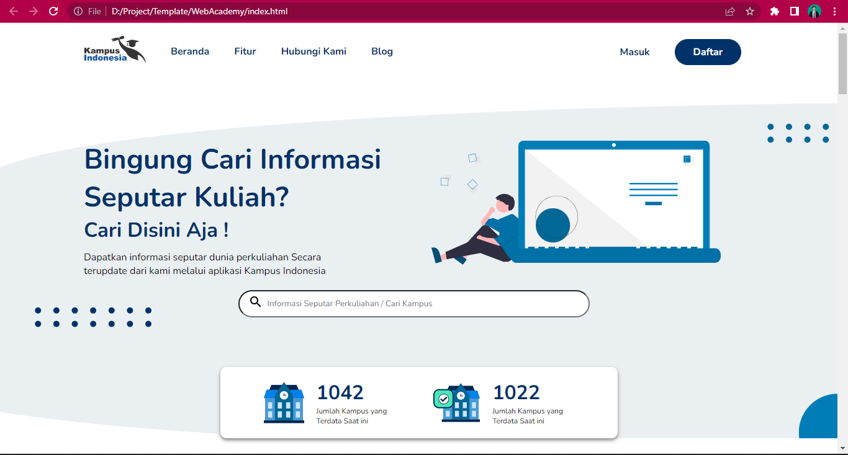 File | D:/Project/Template/WebAcademy/index.html
Kampus
Indonesia
Beranda
Fitur
Hubungi Kami
Blog
Masuk
Daftar
Bingung Cari Informasi
Seputar Kuliah?
Cari Disini Aja !
Dapatkan informasi seputar dunia perkuliahan Secara
terupdate dari kami melalui aplikasi Kampus Indonesia
Informasi Seputar Perkuliahan / Cari Kampus
1042
Jumlah Kampus yang
Terdata Saat ini
1022
Jumlah Kampus yang
Terdata Saat ini